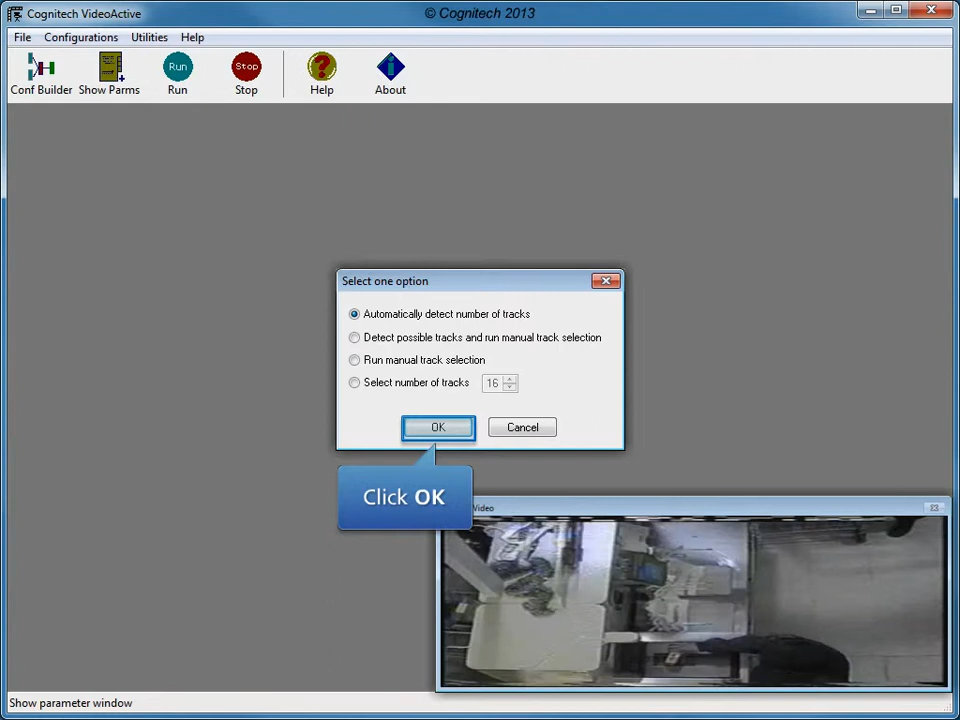 Cognitech VideoActive
© Cognitech 2013
File Configurations Utilities Help
Run Stop
Conf Builder Show Parms Run Stop Help About
Select one option
Automatically detect number of tracks
Detect possible tracks and run manual track selection
Run manual track selection
Select number of tracks 16
OK Cancel
Click OK
Video
Show parameter window